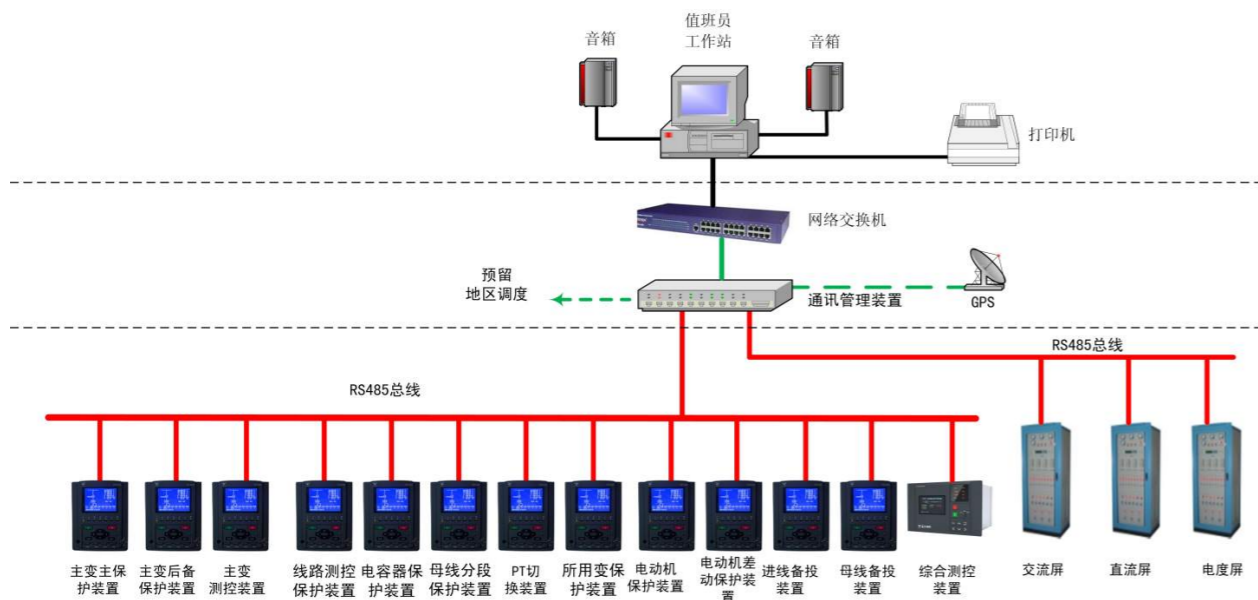 音箱
值班员
工作站
音箱
打印机
网络交换机
预留
地区调度
通讯管理装置
GPS
RS485总线
RS485总线
主变主保
护装置
主变后备
保护装置
主变
测控装置
线路测控
保护装置
电容器保
护装置
母线分段
保护装置
PT切
换装置
所用变保
护装置
电动机
保护装置
电动机差
动保护装
置
进线备投
装置
母线备投
装置
综合测控
装置
交流屏
直流屏
电度屏